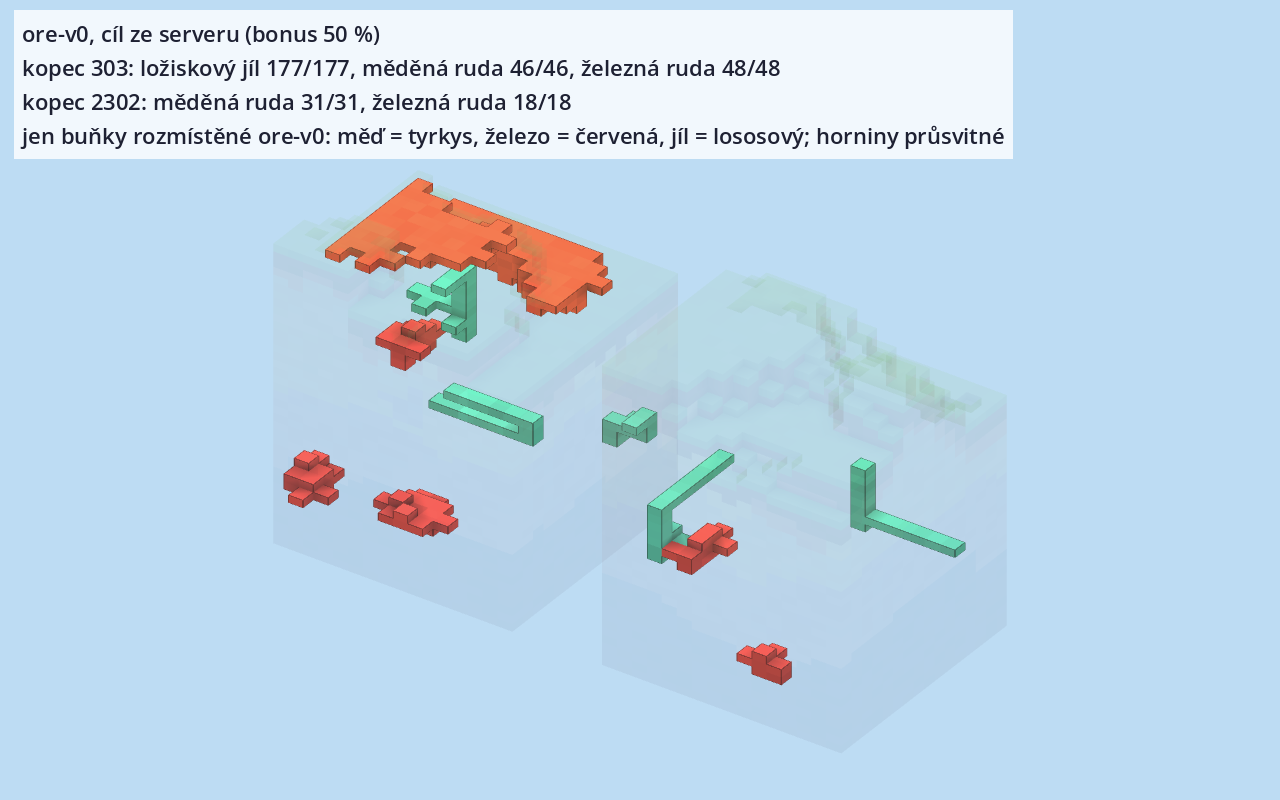 ore-v0, cíl ze serveru (bonus 50 %)
kopec 303: ložiskový jíl 177/177, měděná ruda 46/46, železná ruda 48/48
kopec 2302: měděná ruda 31/31, železná ruda 18/18
jen buňky rozmístěné ore-v0: měď = tyrkys, železo = červená, jíl = lososový; horniny průsvitné